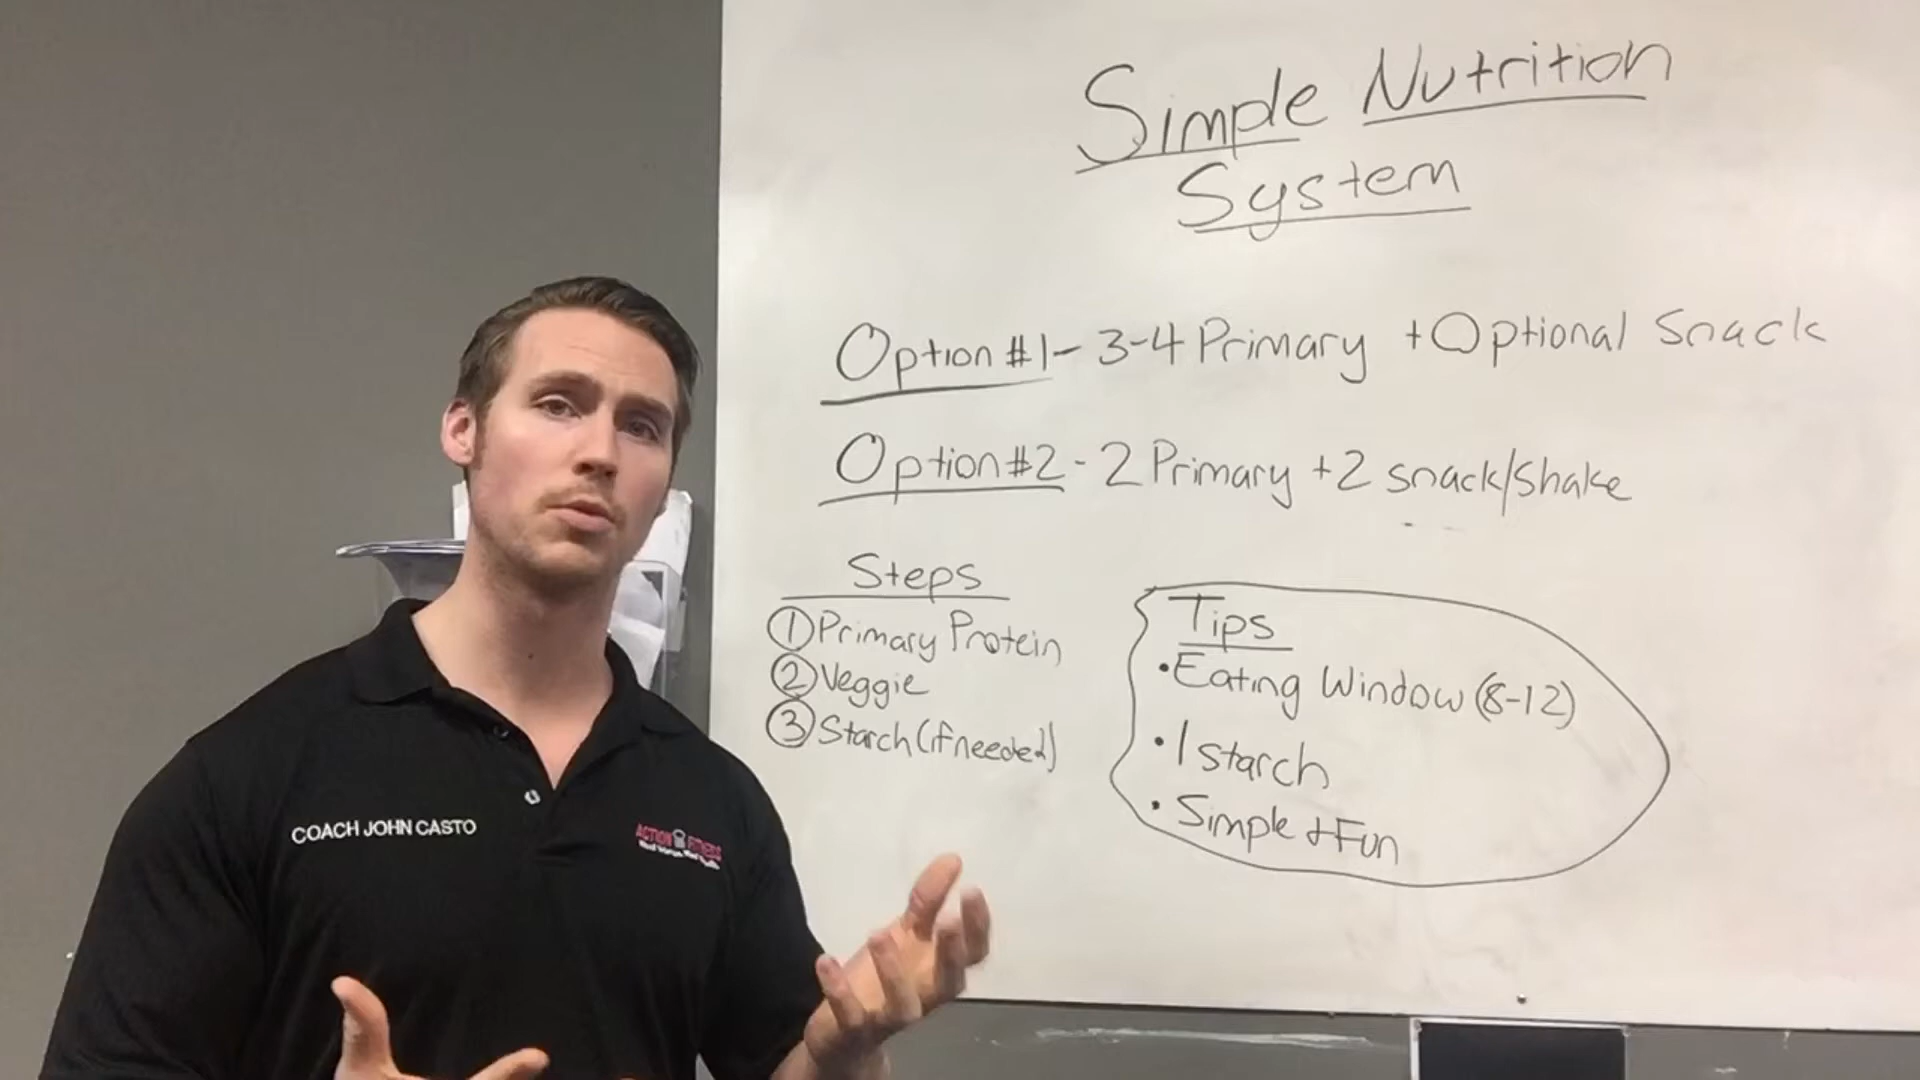 Simple Nutrition
System
Option #1 - 3-4 Primary + Optional Snack
Option #2 - 2 Primary + 2 snack/shake
Steps
① Primary Protein
② Veggie
③ Starch (if needed)
Tips
• Eating Window (8-12)
• 1 starch
• Simple + Fun
COACH JOHN CASTO
ACTION FITNESS